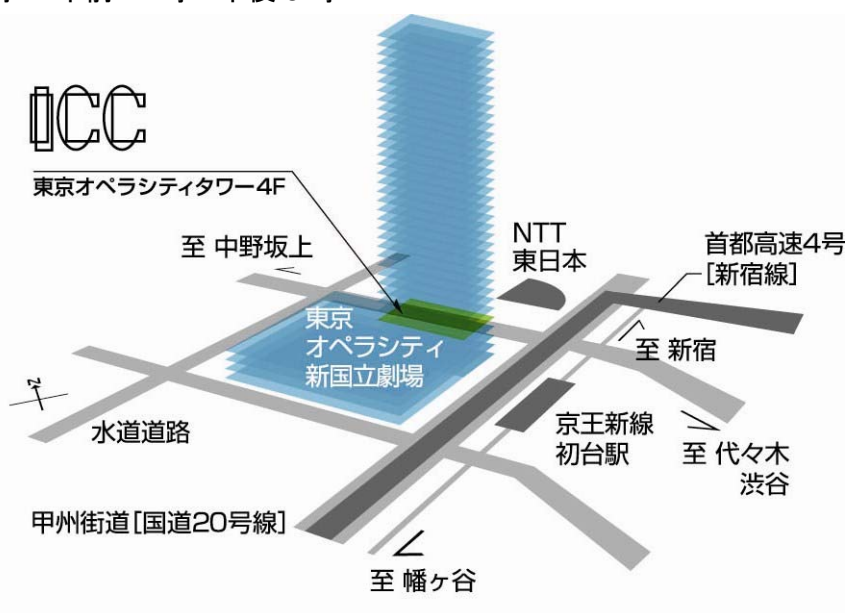 ICC
東京オペラシティタワー4F
至 中野坂上
NTT
東日本
首都高速4号
[新宿線]
東京
オペラシティ
新国立劇場
至 新宿
N
水道道路
京王新線
初台駅
至 代々木
渋谷
甲州街道[国道20号線]
至 幡ヶ谷